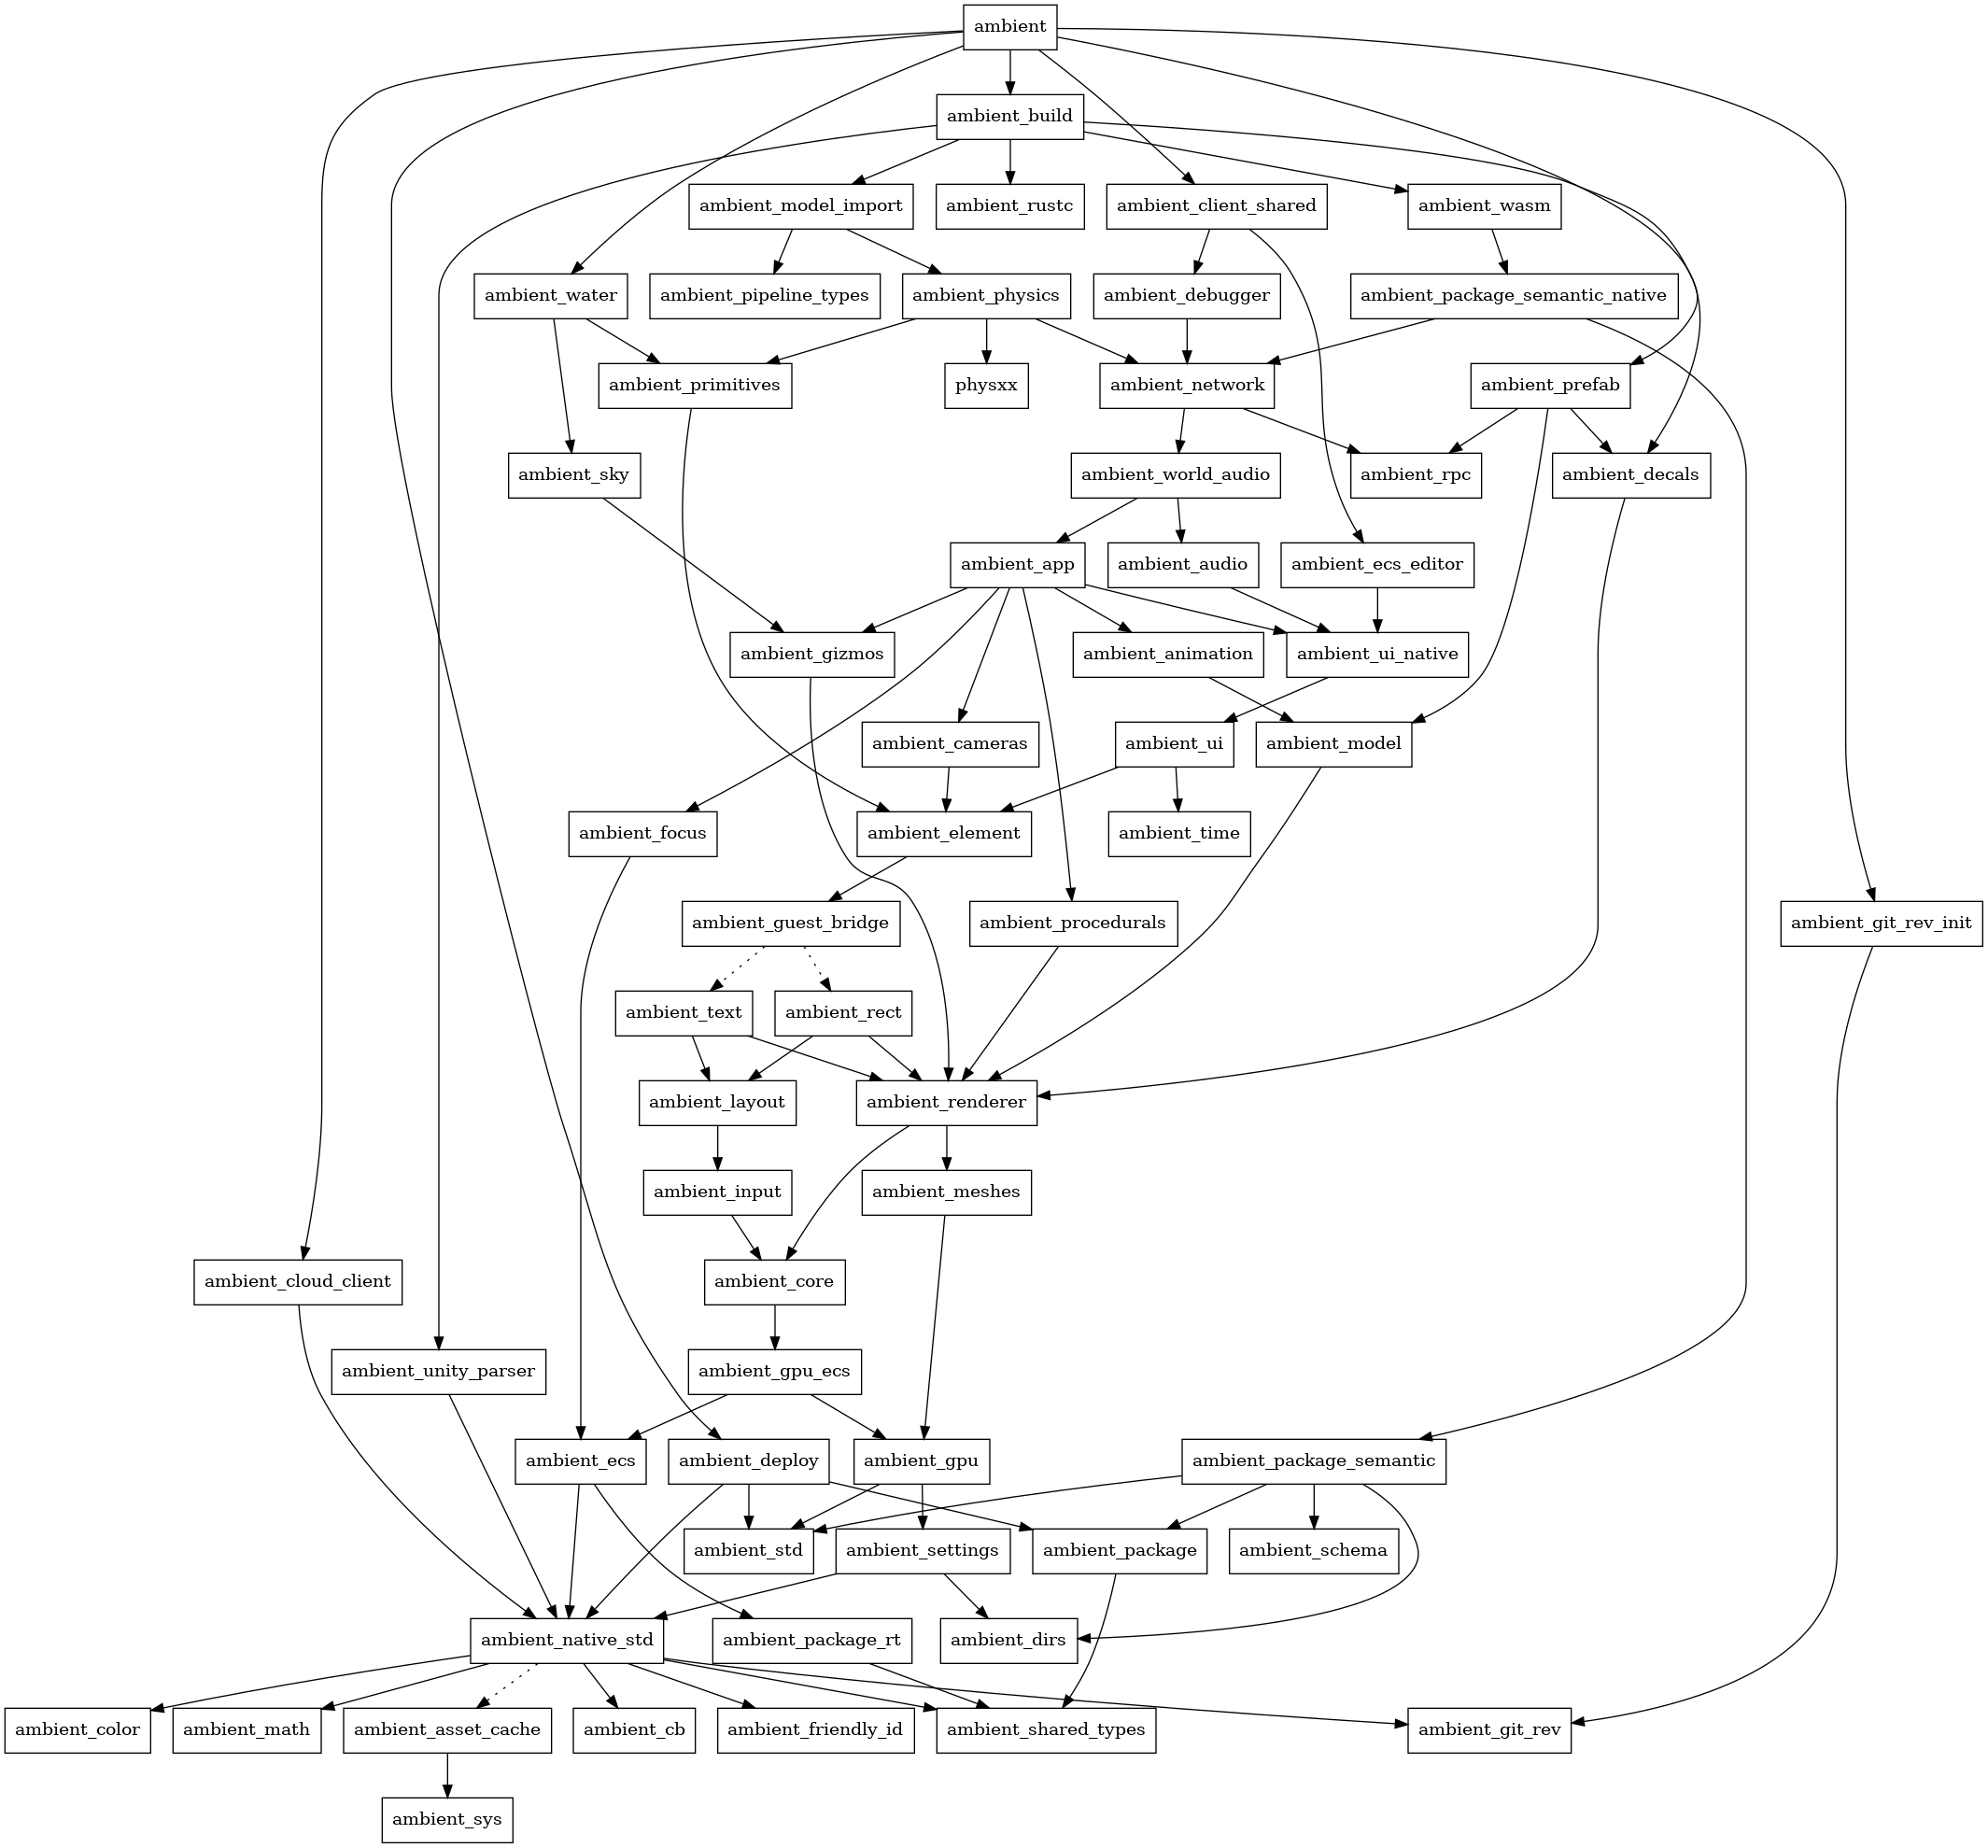 ambient
ambient_build
ambient_model_import
ambient_rustc
ambient_client_shared
ambient_wasm
ambient_water
ambient_pipeline_types
ambient_physics
ambient_debugger
ambient_package_semantic_native
ambient_primitives
physxx
ambient_network
ambient_prefab
ambient_sky
ambient_world_audio
ambient_rpc
ambient_decals
ambient_app
ambient_audio
ambient_ecs_editor
ambient_gizmos
ambient_animation
ambient_ui_native
ambient_cameras
ambient_ui
ambient_model
ambient_focus
ambient_element
ambient_time
ambient_guest_bridge
ambient_procedurals
ambient_git_rev_init
ambient_text
ambient_rect
ambient_layout
ambient_renderer
ambient_input
ambient_meshes
ambient_cloud_client
ambient_core
ambient_unity_parser
ambient_gpu_ecs
ambient_ecs
ambient_deploy
ambient_gpu
ambient_package_semantic
ambient_std
ambient_settings
ambient_package
ambient_schema
ambient_native_std
ambient_package_rt
ambient_dirs
ambient_color
ambient_math
ambient_asset_cache
ambient_cb
ambient_friendly_id
ambient_shared_types
ambient_git_rev
ambient_sys